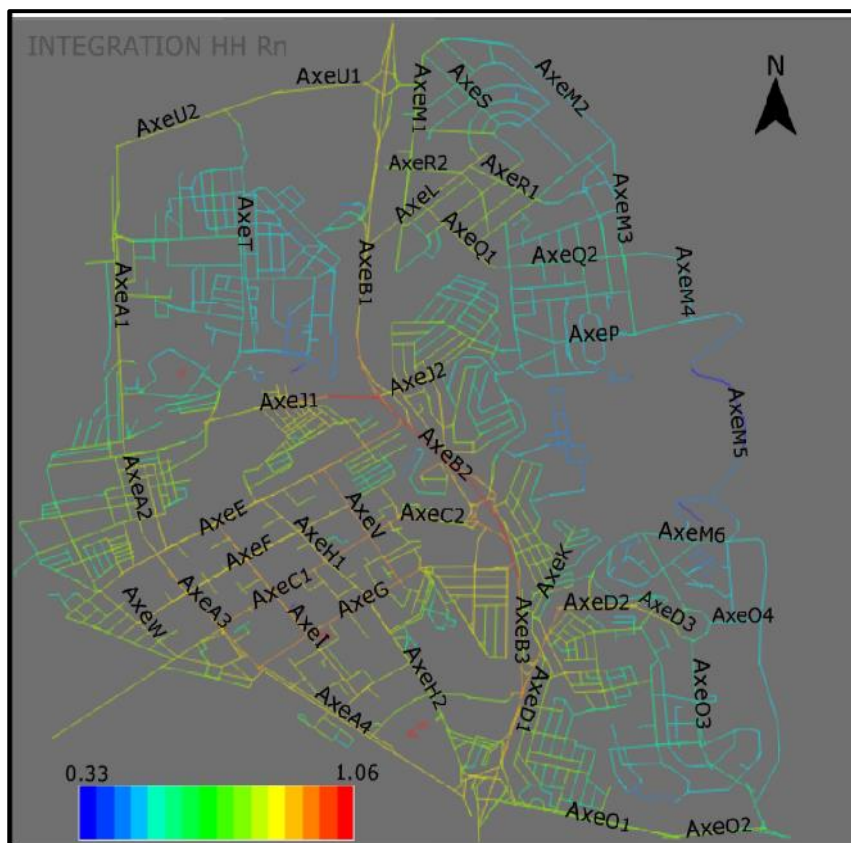 INTEGRATION HH Rn
N
AxeU1
AxeU2
AxeM1
AxeS
AxeM2
AxeR2
AxeR1
AxeL
AxeQ1
AxeQ2
AxeM3
AxeM4
AxeT
AxeB1
AxeA1
AxeP
AxeJ2
AxeJ1
AxeM5
AxeB2
AxeA2
AxeE
AxeV
AxeC2
AxeF
AxeH1
AxeM6
AxeK
AxeC1
AxeG
AxeW
AxeA3
AxeI
AxeD2
AxeD3
AxeO4
AxeB3
AxeH2
AxeD1
AxeO3
AxeA4
0.33
1.06
AxeO1
AxeO2